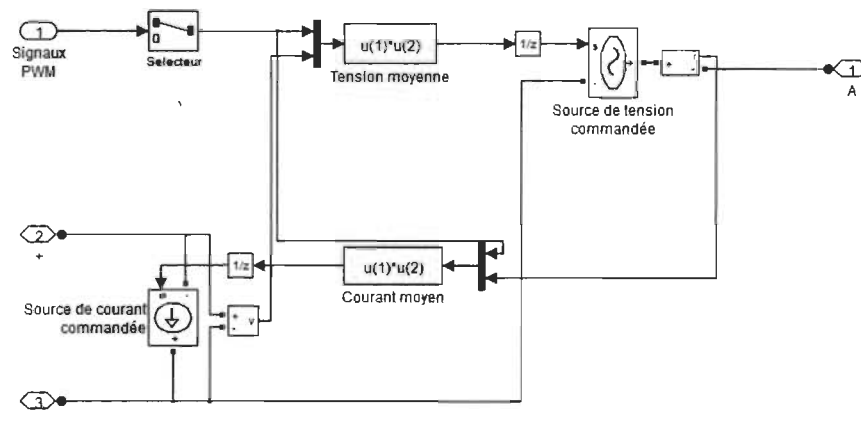 1
Signaux
PWM
0
Selecteur
u(1)*u(2)
Tension moyenne
1/z
s
+
-
Source de tension
commandée
+
i
-
1
A
2
+
1/z
u(1)*u(2)
Courant moyen
Source de courant
commandée
-
+
+
-
v
3